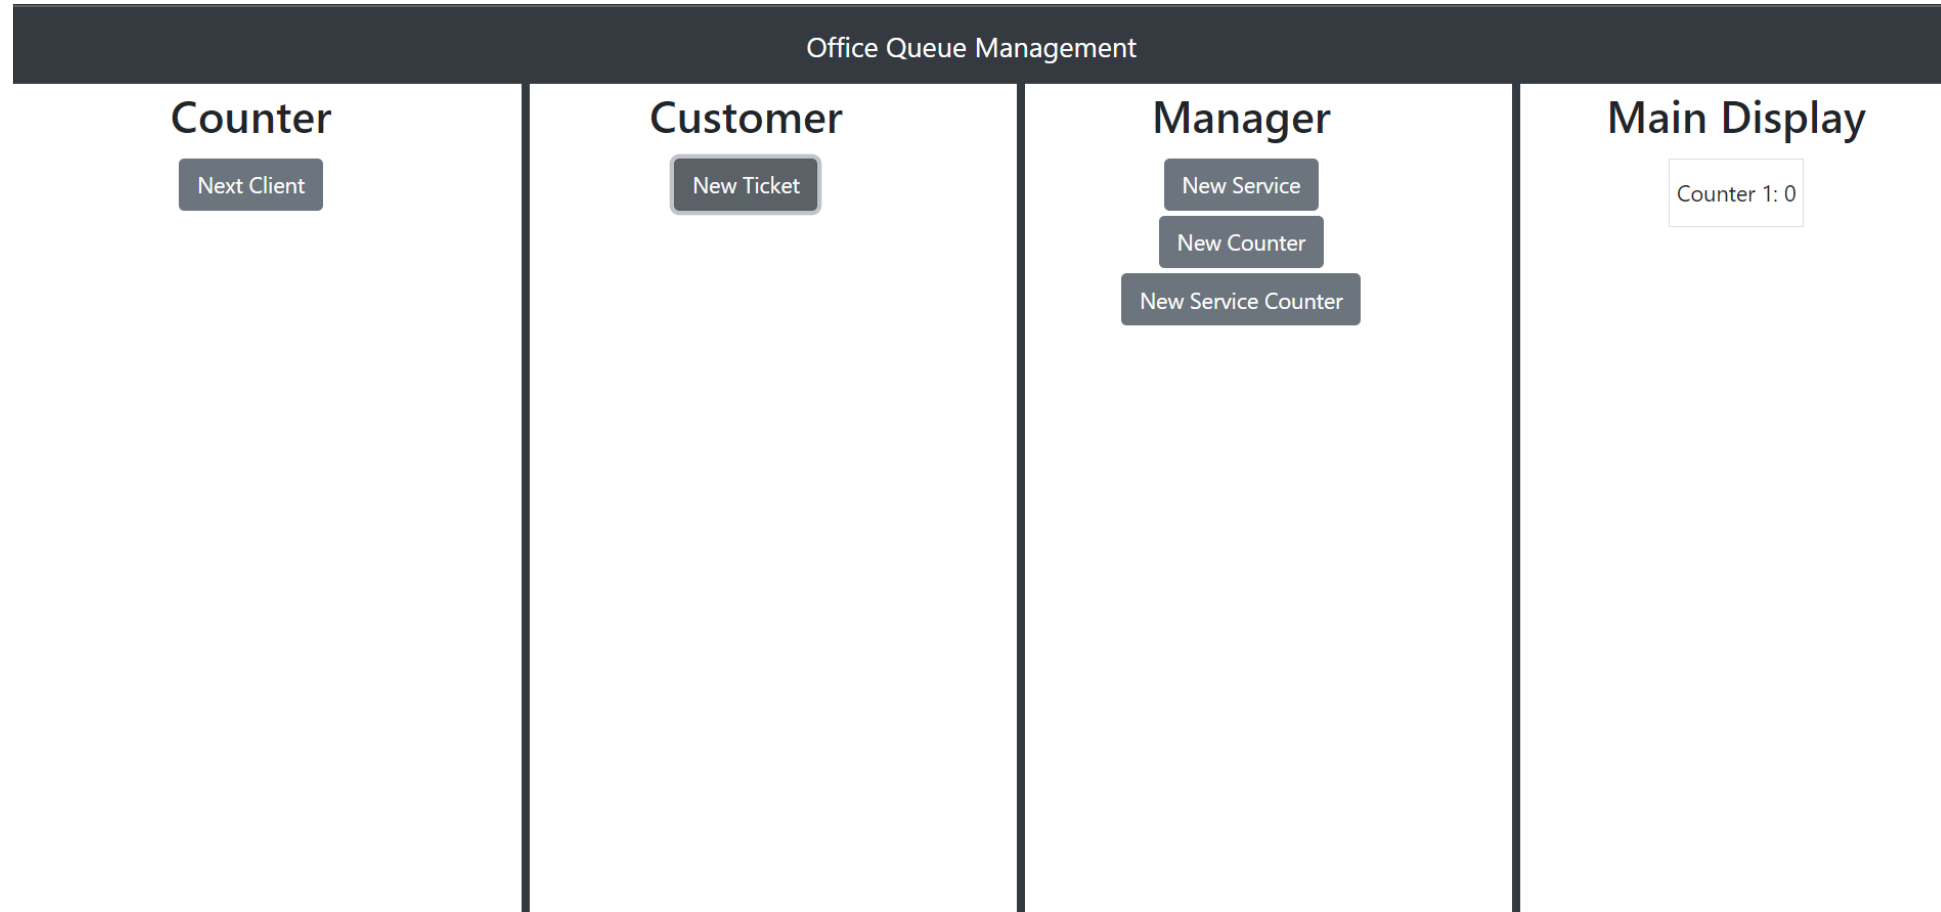 Office Queue Management
Counter
Next Client
Customer
New Ticket
Manager
New Service
New Counter
New Service Counter
Main Display
Counter 1: 0